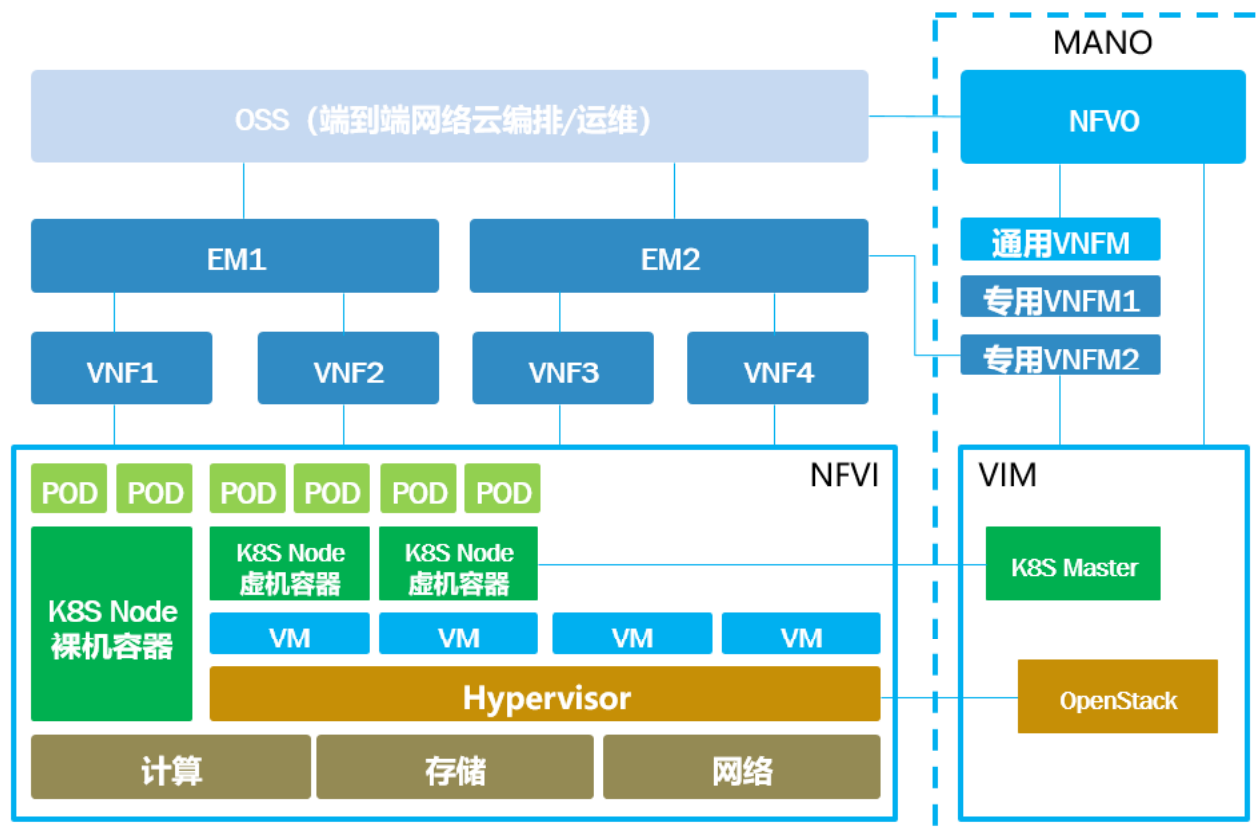 MANO
OSS（端到端网络云编排/运维）
NFVO
EM1
EM2
通用VNFM
专用VNFM1
专用VNFM2
VNF1
VNF2
VNF3
VNF4
NFVI
VIM
POD
POD
POD
POD
POD
POD
K8S Node
裸机容器
K8S Node
虚机容器
K8S Node
虚机容器
K8S Master
VM
VM
VM
VM
Hypervisor
OpenStack
计算
存储
网络